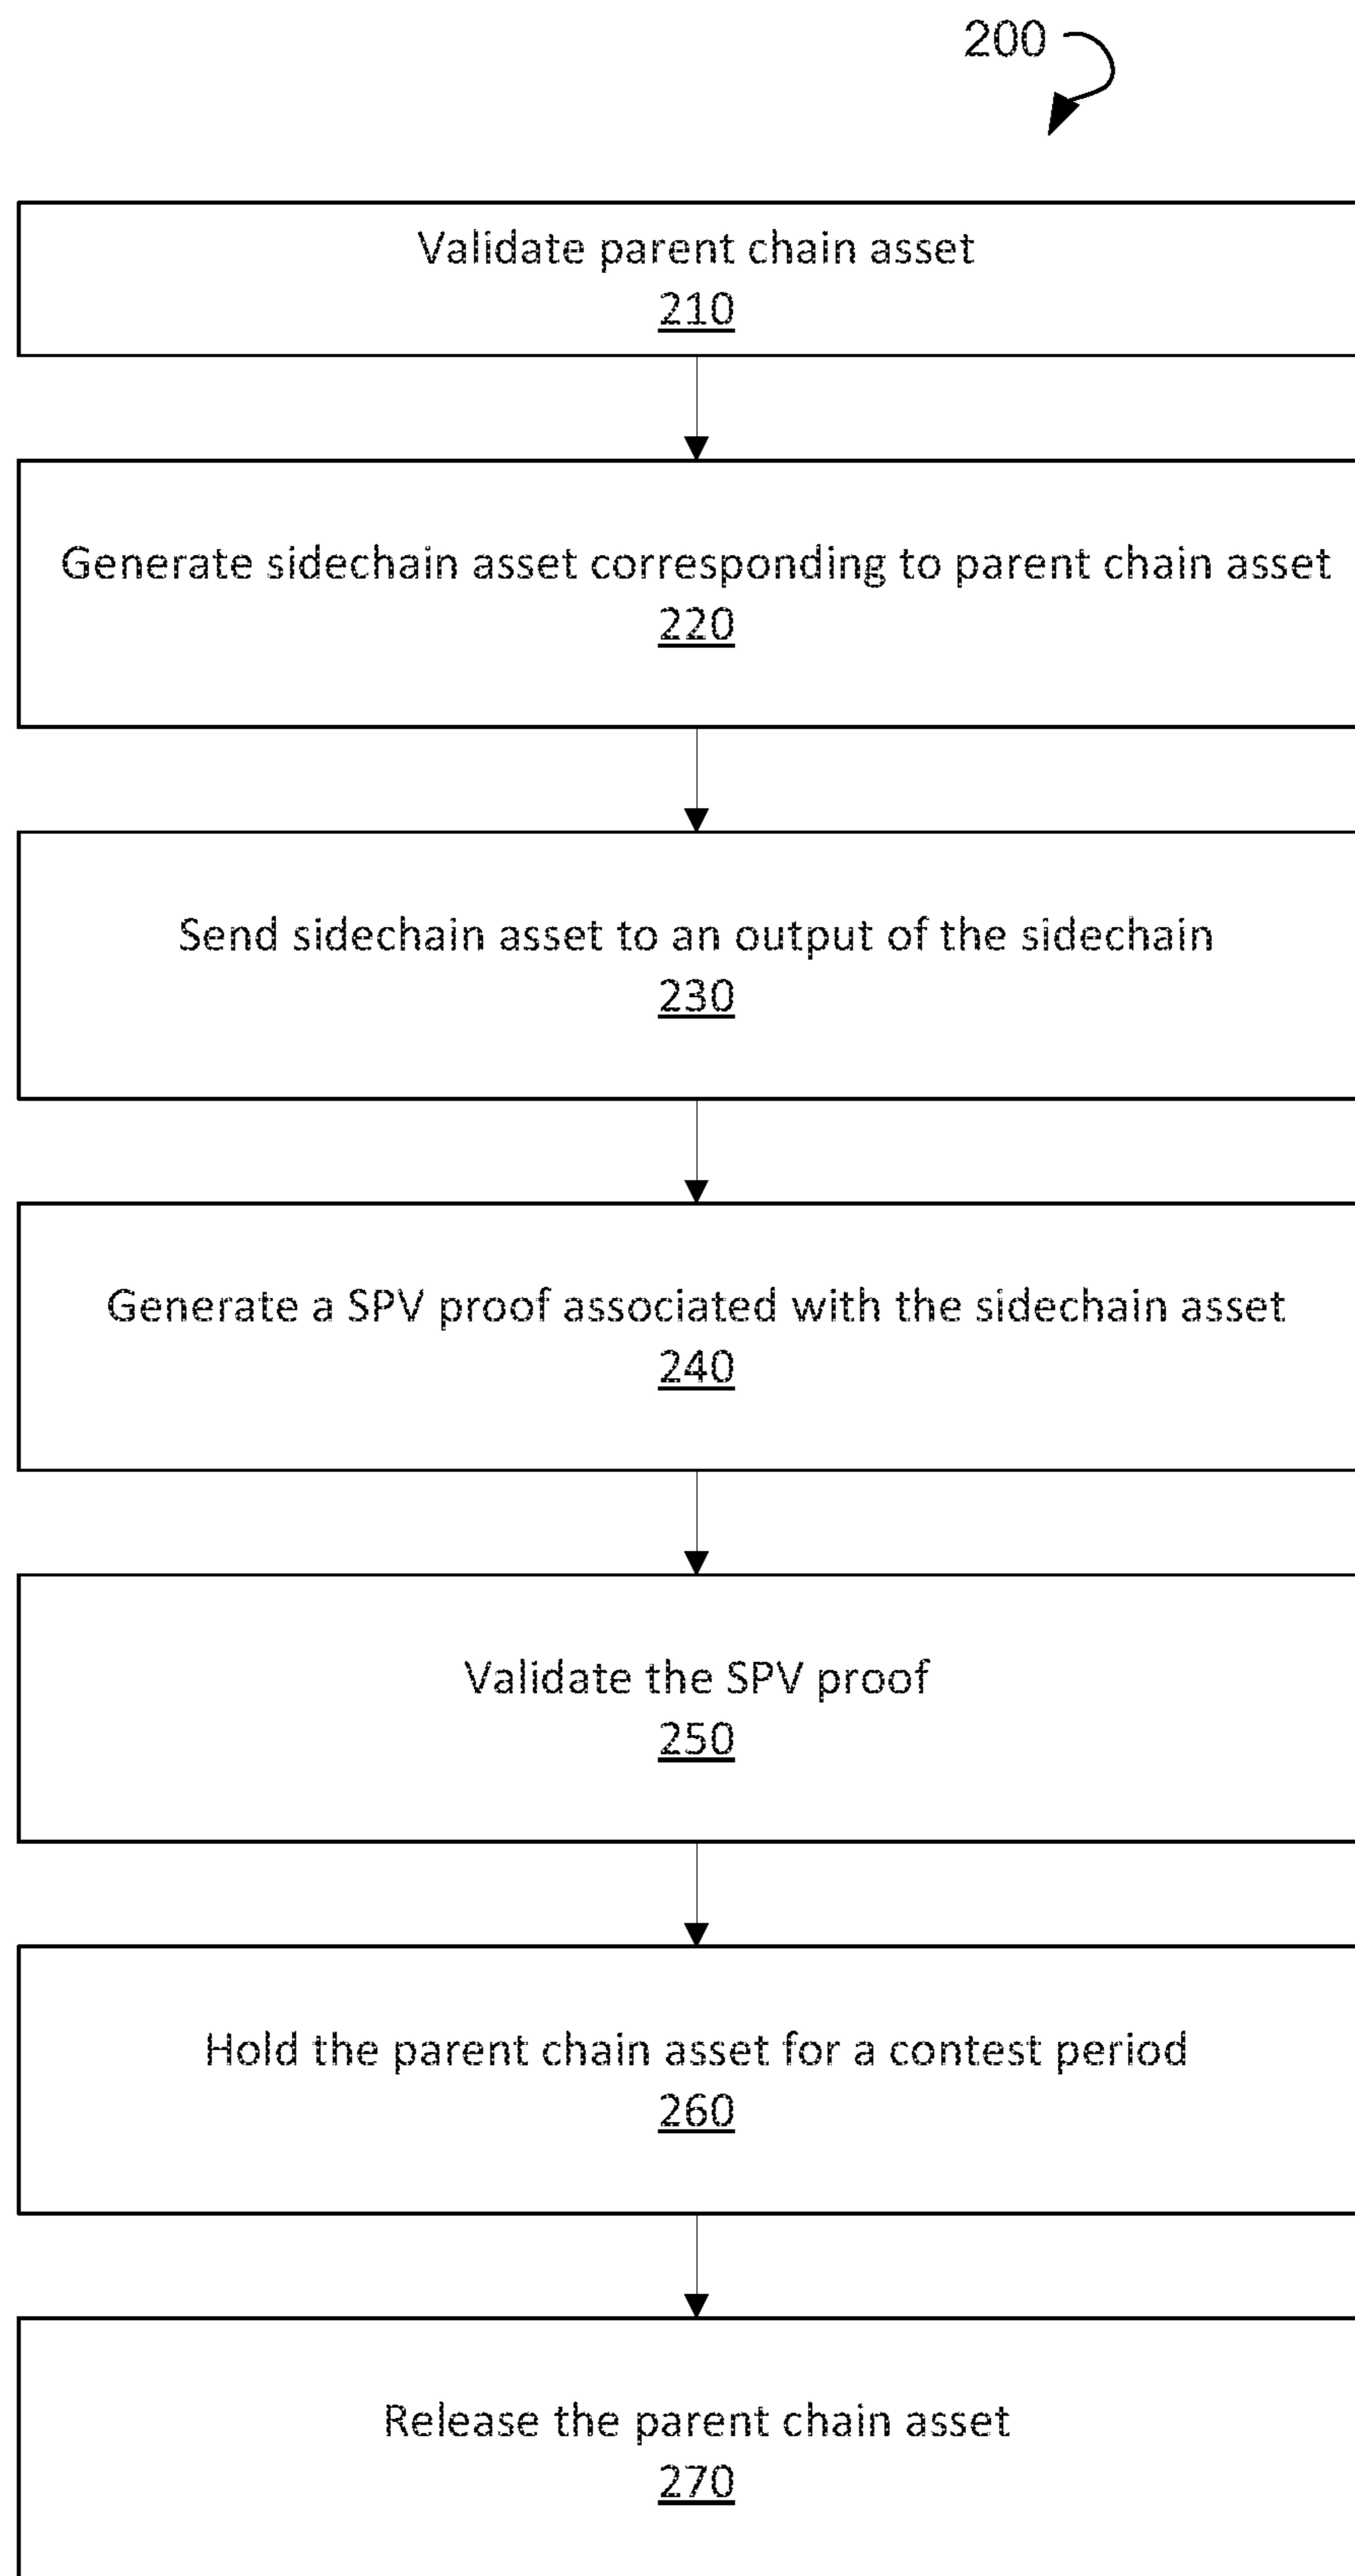 200
Validate parent chain asset
210
Generate sidechain asset corresponding to parent chain asset
220
Send sidechain asset to an output of the sidechain
230
Generate a SPV proof associated with the sidechain asset
240
Validate the SPV proof
250
Hold the parent chain asset for a contest period
260
Release the parent chain asset
270